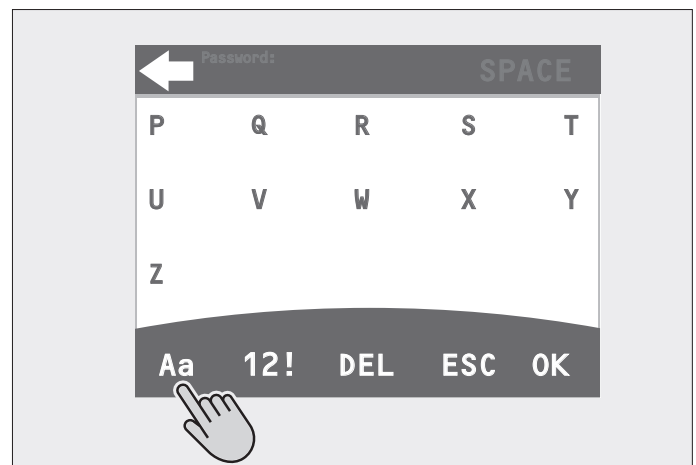 Password: SPACE
P Q R S T
U V W X Y
Z
Aa 12! DEL ESC OK